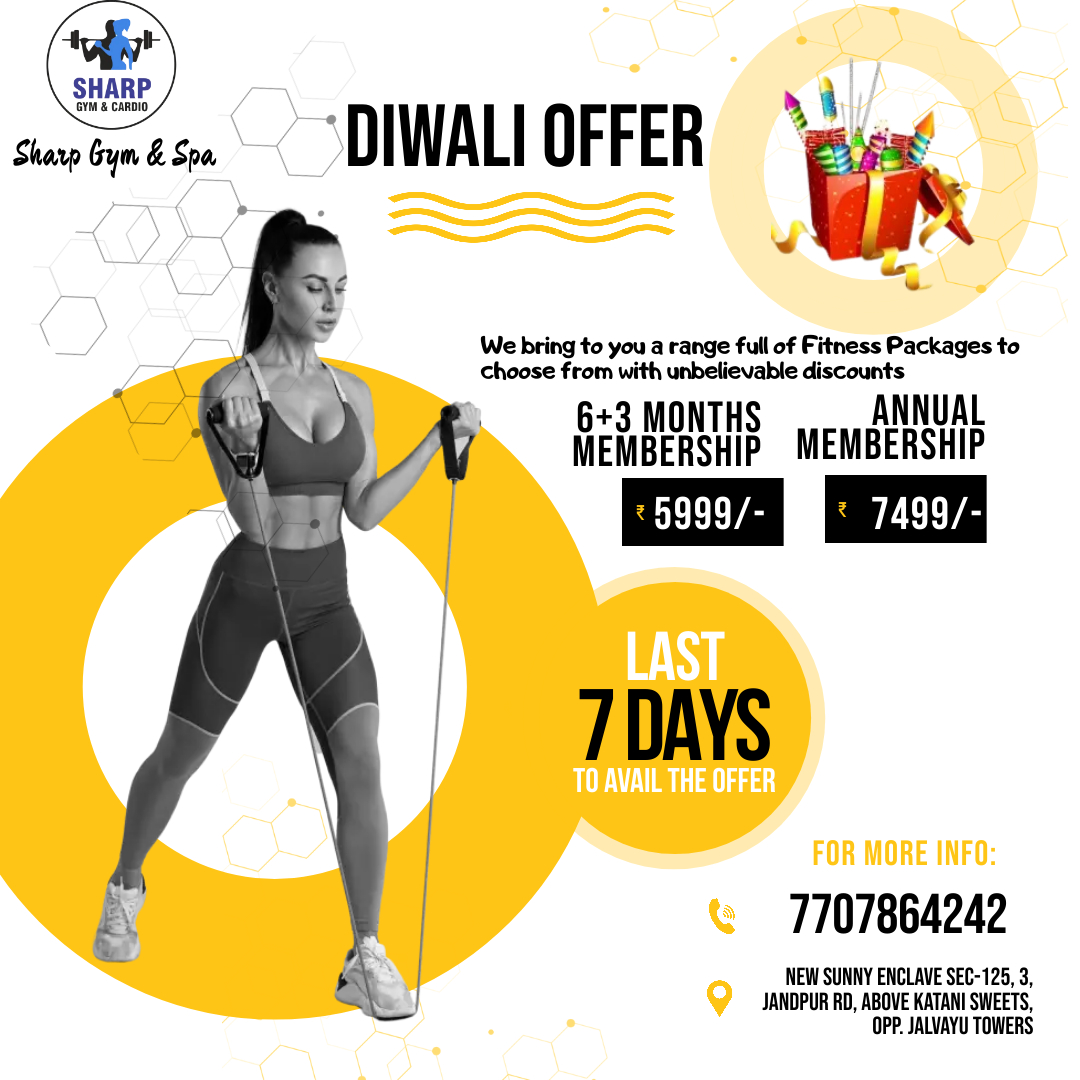 SHARP
GYM & CARDIO
Sharp Gym & Spa
DIWALI OFFER
We bring to you a range full of Fitness Packages to
choose from with unbelievable discounts
6+3 MONTHS
MEMBERSHIP
₹ 5999/-
ANNUAL
MEMBERSHIP
₹ 7499/-
LAST
7 DAYS
TO AVAIL THE OFFER
FOR MORE INFO:
7707864242
NEW SUNNY ENCLAVE SEC-125, 3,
JANDPUR RD, ABOVE KATANI SWEETS,
OPP. JALVAYU TOWERS